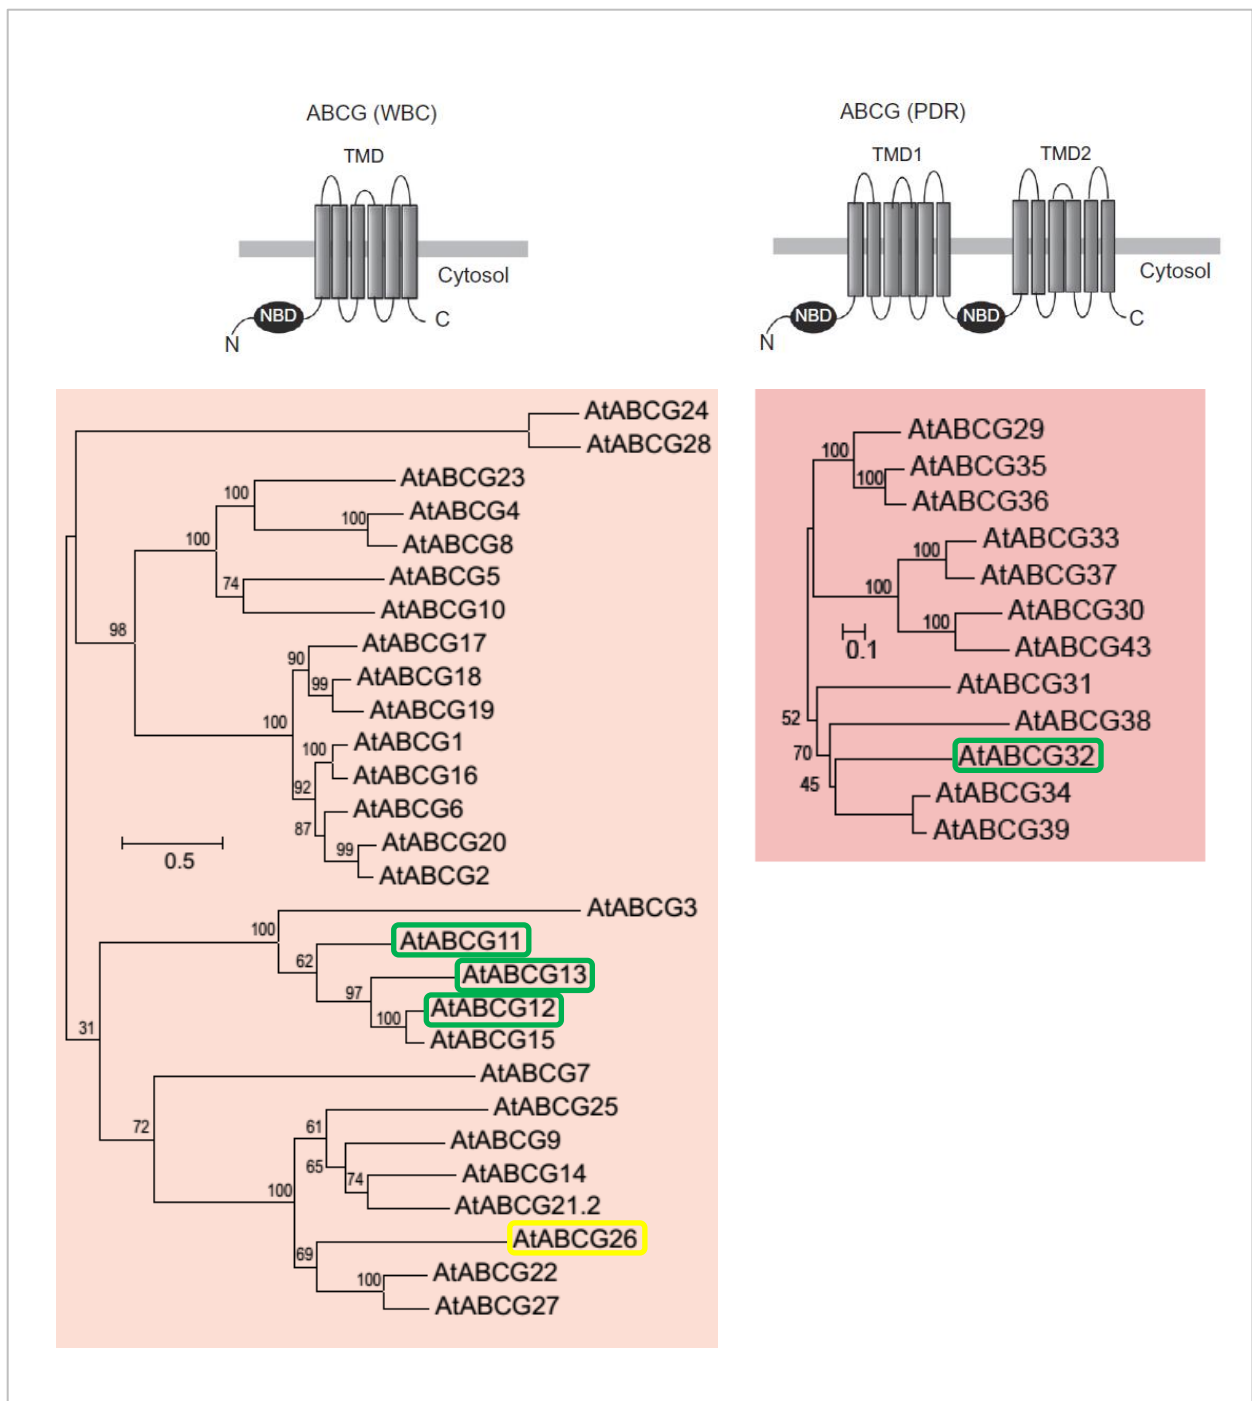 ABCG (WBC)
TMD
Cytosol
NBD
N
C
ABCG (PDR)
TMD1
TMD2
Cytosol
NBD
NBD
N
C
AtABCG24
AtABCG28
AtABCG23
100
AtABCG4
100
AtABCG8
100
AtABCG5
74
AtABCG10
98
AtABCG17
90
AtABCG18
99
AtABCG19
100
AtABCG1
100
AtABCG16
92
AtABCG6
87
AtABCG20
99
AtABCG2
0.5
AtABCG3
100
AtABCG11
62
AtABCG13
97
AtABCG12
100
AtABCG15
31
AtABCG7
72
AtABCG25
61
AtABCG9
65
AtABCG14
74
AtABCG21.2
100
AtABCG26
69
AtABCG22
100
AtABCG27
AtABCG29
100
AtABCG35
100
AtABCG36
AtABCG33
100
AtABCG37
100
AtABCG30
100
AtABCG43
0.1
AtABCG31
52
AtABCG38
70
AtABCG32
45
AtABCG34
AtABCG39